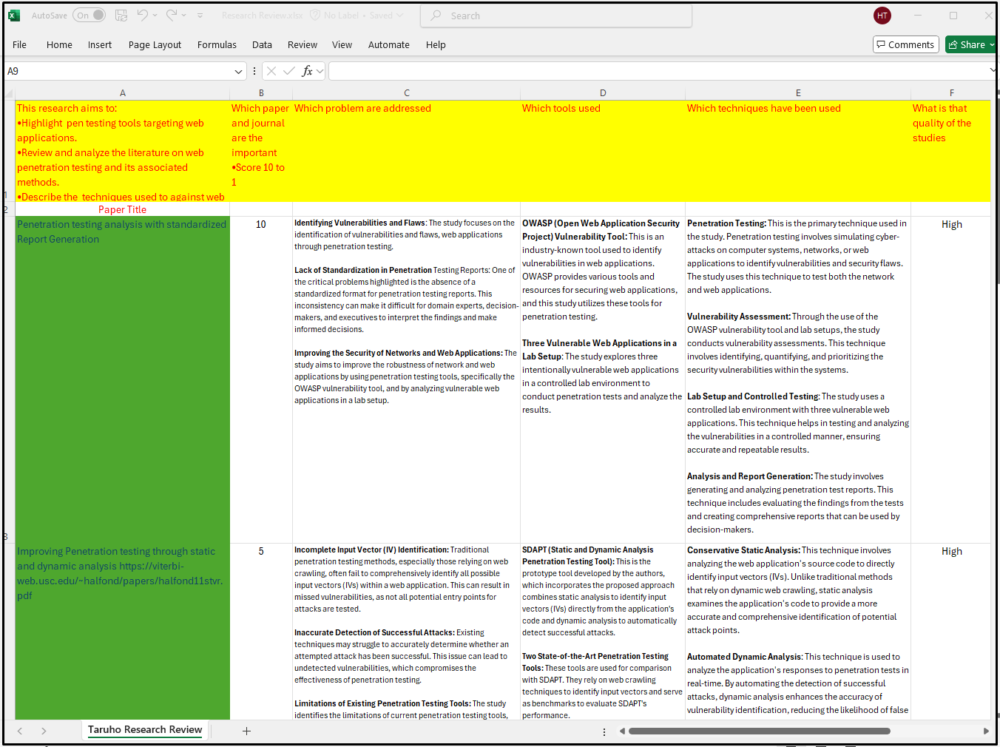 AutoSave On Research Review.xlsx No Label • Saved Search HT
File Home Insert Page Layout Formulas Data Review View Automate Help Comments Share
A9 fx
A B C D E F
This research aims to:
•Highlight pen testing tools targeting web
applications.
•Review and analyze the literature on web
penetration testing and its associated
methods.
•Describe the techniques used to against web
Which paper
and journal
are the
important
•Score 10 to
1
Which problem are addressed
Which tools used
Which techniques have been used
What is that
quality of the
studies
1
2
Paper Title
3
Penetration testing analysis with standardized
Report Generation
10
Identifying Vulnerabilities and Flaws: The study focuses on the
identification of vulnerabilities and flaws, web applications
through penetration testing.
Lack of Standardization in Penetration Testing Reports: One of
the critical problems highlighted is the absence of a
standardized format for penetration testing reports. This
inconsistency can make it difficult for domain experts, decision-
makers, and executives to interpret the findings and make
informed decisions.
Improving the Security of Networks and Web Applications: The
study aims to improve the robustness of network and web
applications by using penetration testing tools, specifically the
OWASP vulnerability tool, and by analyzing vulnerable web
applications in a lab setup.
OWASP (Open Web Application Security
Project) Vulnerability Tool: This is an
industry-known tool used to identify
vulnerabilities in web applications.
OWASP provides various tools and
resources for securing web applications,
and this study utilizes these tools for
penetration testing.
Three Vulnerable Web Applications in a
Lab Setup: The study explores three
intentionally vulnerable web applications
in a controlled lab environment to
conduct penetration tests and analyze the
results.
Penetration Testing: This is the primary technique used in
the study. Penetration testing involves simulating cyber-
attacks on computer systems, networks, or web
applications to identify vulnerabilities and security flaws.
The study uses this technique to test both the network
and web applications.
Vulnerability Assessment: Through the use of the
OWASP vulnerability tool and lab setups, the study
conducts vulnerability assessments. This technique
involves identifying, quantifying, and prioritizing the
security vulnerabilities within the systems.
Lab Setup and Controlled Testing: The study uses a
controlled lab environment with three vulnerable web
applications. This technique helps in testing and analyzing
the vulnerabilities in a controlled manner, ensuring
accurate and repeatable results.
Analysis and Report Generation: The study involves
generating and analyzing penetration test reports. This
technique includes evaluating the findings from the tests
and creating comprehensive reports that can be used by
decision-makers.
High
Improving Penetration testing through static
and dynamic analysis https://viterbi-
web.usc.edu/~halfond/papers/halfond11stvr.
pdf
5
Incomplete Input Vector (IV) Identification: Traditional
penetration testing methods, especially those relying on web
crawling, often fail to comprehensively identify all possible
input vectors (IVs) within a web application. This can result in
missed vulnerabilities, as not all potential entry points for
attacks are tested.
Inaccurate Detection of Successful Attacks: Existing
techniques may struggle to accurately determine whether an
attempted attack has been successful. This issue can lead to
undetected vulnerabilities, which compromises the
effectiveness of penetration testing.
Limitations of Existing Penetration Testing Tools: The study
identifies the limitations of current penetration testing tools,
SDAPT (Static and Dynamic Analysis
Penetration Testing Tool): This is the
prototype tool developed by the authors,
which incorporates the proposed approach
combines static analysis to identify input
vectors (IVs) directly from the application's
code and dynamic analysis to automatically
detect successful attacks.
Two State-of-the-Art Penetration Testing
Tools: These tools are used for comparison
with SDAPT. They rely on web crawling
techniques to identify input vectors and serve
as benchmarks to evaluate SDAPT's
performance.
Conservative Static Analysis: This technique involves
analyzing the web application's source code to directly
identify input vectors (IVs). Unlike traditional methods
that rely on dynamic web crawling, static analysis
examines the application's code to provide a more
accurate and comprehensive identification of potential
attack points.
Automated Dynamic Analysis: This technique is used to
analyze the application's responses to penetration tests in
real-time. By automating the detection of successful
attacks, dynamic analysis enhances the accuracy of
vulnerability identification, reducing the likelihood of false
High
Taruho Research Review